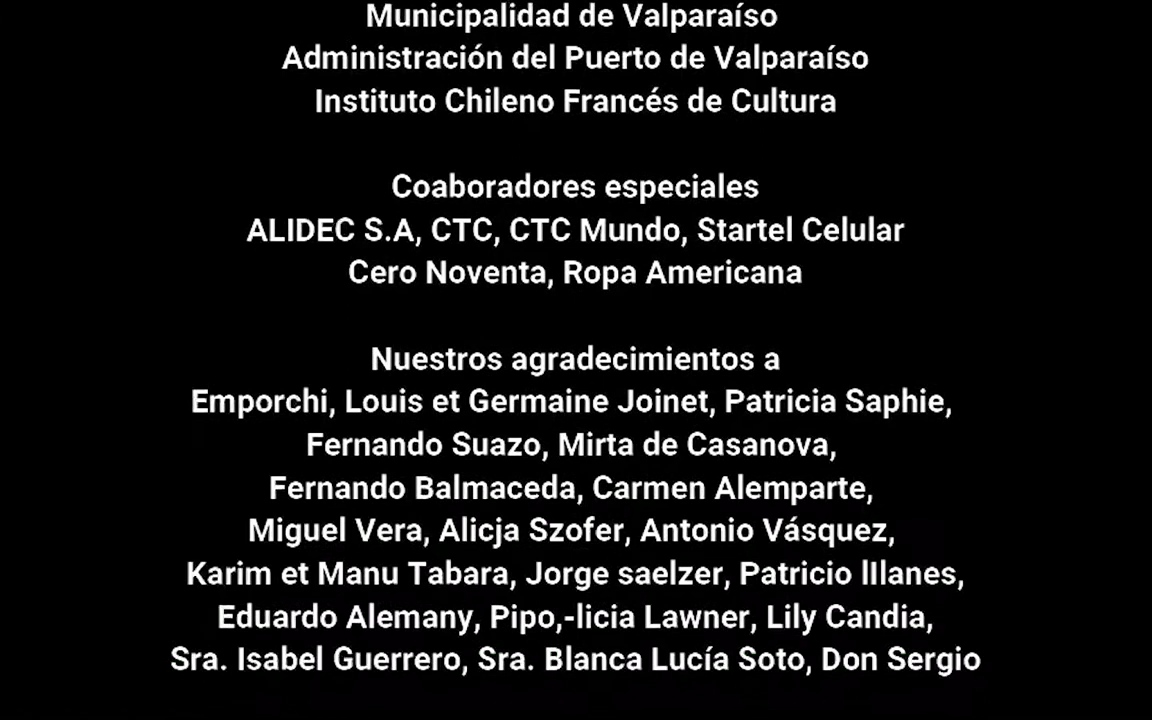 Municipalidad de Valparaíso
Administración del Puerto de Valparaíso
Instituto Chileno Francés de Cultura
Coaboradores especiales
ALIDEC S.A, CTC, CTC Mundo, Startel Celular
Cero Noventa, Ropa Americana
Nuestros agradecimientos a
Emporchi, Louis et Germaine Joinet, Patricia Saphie,
Fernando Suazo, Mirta de Casanova,
Fernando Balmaceda, Carmen Alemparte,
Miguel Vera, Alicja Szofer, Antonio Vásquez,
Karim et Manu Tabara, Jorge saelzer, Patricio lIlanes,
Eduardo Alemany, Pipo,-licia Lawner, Lily Candia,
Sra. Isabel Guerrero, Sra. Blanca Lucía Soto, Don Sergio